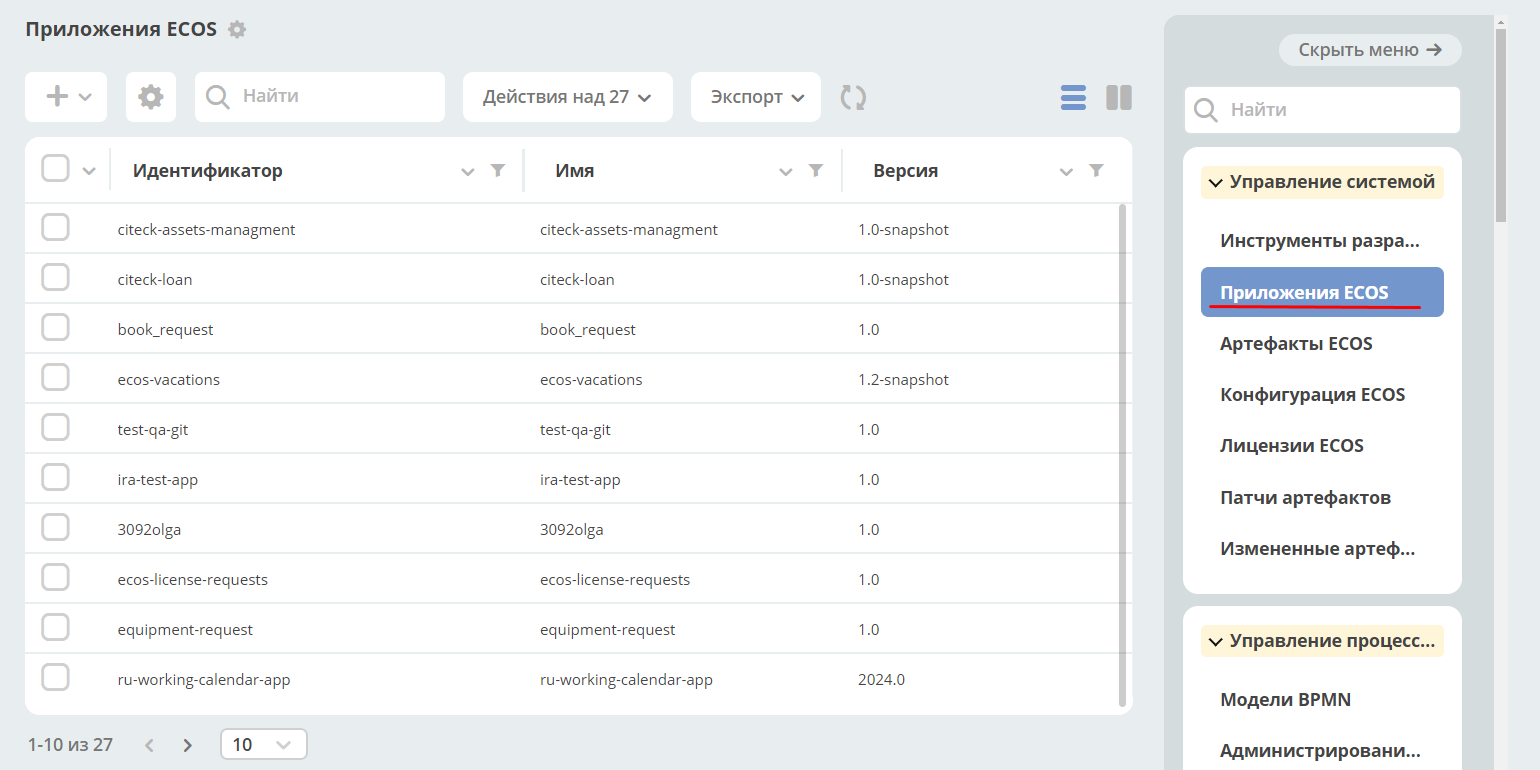 Приложения ECOS
Найти
Действия над 27
Экспорт
Идентификатор Имя Версия
citeck-assets-managment citeck-assets-managment 1.0-snapshot
citeck-loan citeck-loan 1.0-snapshot
book_request book_request 1.0
ecos-vacations ecos-vacations 1.2-snapshot
test-qa-git test-qa-git 1.0
ira-test-app ira-test-app 1.0
3092olga 3092olga 1.0
ecos-license-requests ecos-license-requests 1.0
equipment-request equipment-request 1.0
ru-working-calendar-app ru-working-calendar-app 2024.0
1-10 из 27
10
Скрыть меню
Найти
Управление системой
Инструменты разра...
Приложения ECOS
Артефакты ECOS
Конфигурация ECOS
Лицензии ECOS
Патчи артефактов
Измененные артеф...
Управление процесс...
Модели BPMN
Администрировани...